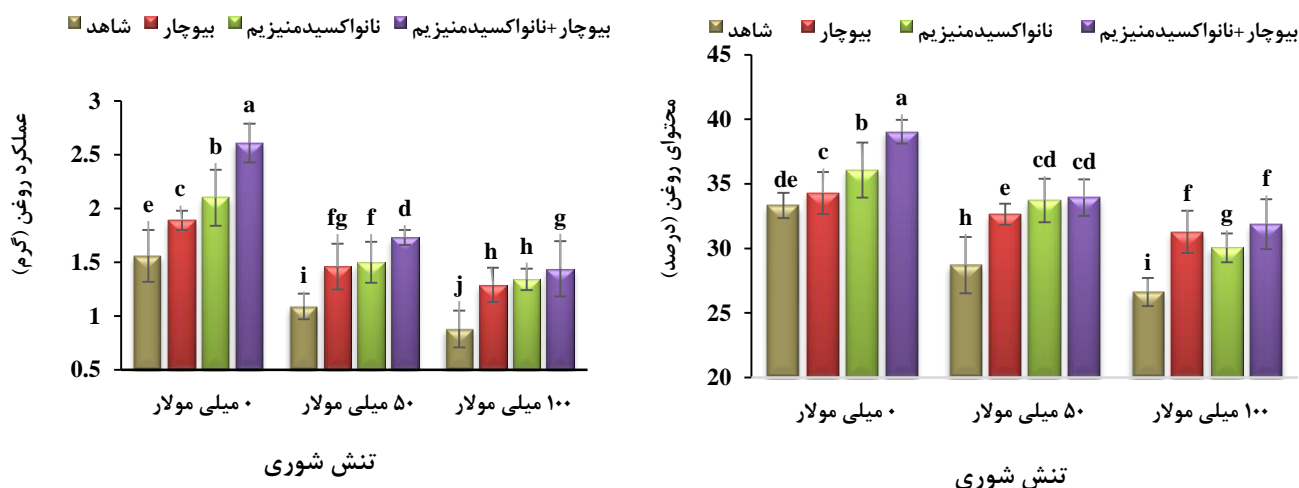 شاهد بیوچار نانواکسیدمنیزیم بیوچار+نانواکسیدمنیزیم
عملکرد روغن (گرم)
3
2.5
2
1.5
1
0.5
e c b a
i fg f d
j h h g
۰ میلی مولار ۵۰ میلی مولار ۱۰۰ میلی مولار
تنش شوری
شاهد بیوچار نانواکسیدمنیزیم بیوچار+نانواکسیدمنیزیم
محتوای روغن (درصد)
45
40
35
30
25
20
de c b a
h e cd cd
i f g f
۰ میلی مولار ۵۰ میلی مولار ۱۰۰ میلی مولار
تنش شوری